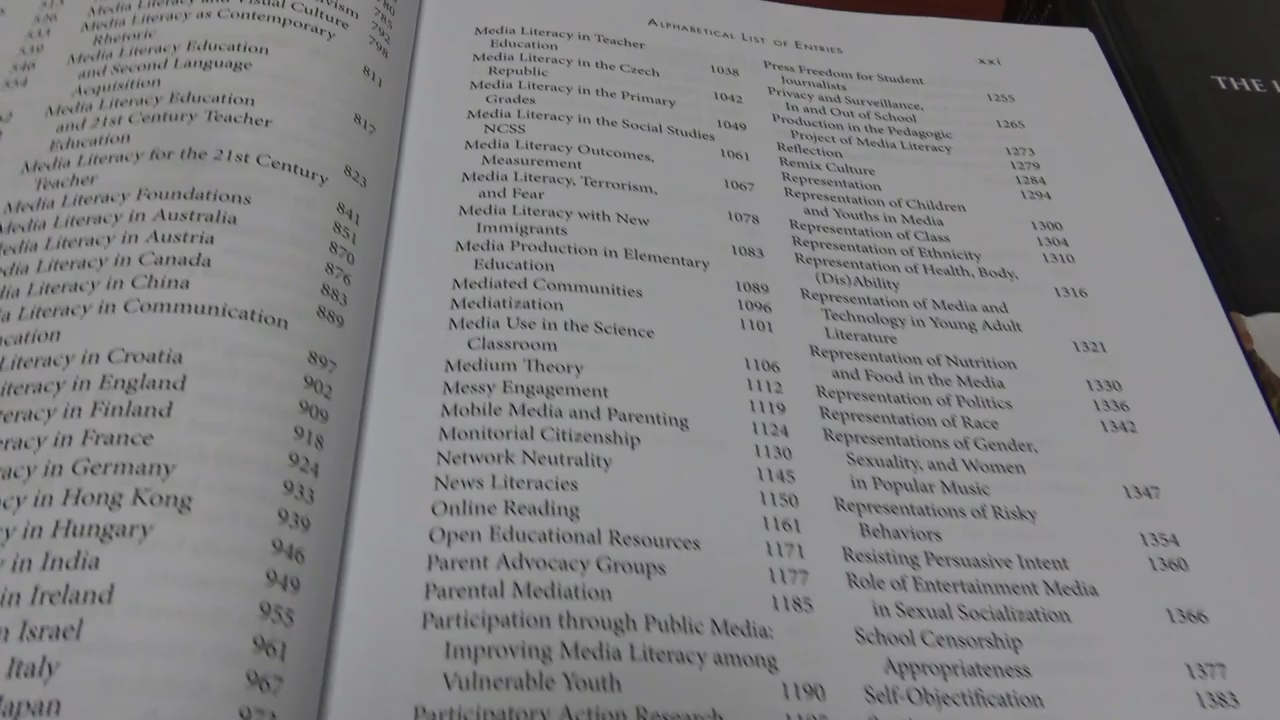 Media Literacy and Visual Culture 785
Media Literacy as Contemporary 792
Rhetoric 798
Media Literacy Education
and Second Language
Acquisition 811
Media Literacy Education
and 21st Century Teacher
Education 817
Media Literacy for the 21st Century
Teacher 823
Media Literacy Foundations 841
Media Literacy in Australia 851
Media Literacy in Austria 870
Media Literacy in Canada 876
Literacy in China 883
Literacy in Communication 889
Literacy in Croatia 897
in England 902
in Finland 909
in France 918
in Germany 924
in Hong Kong 933
in Hungary 939
in India 946
in Ireland 949
Israel 955
Italy 961
967
ALPHABETICAL LIST OF ENTRIES
xxi
Media Literacy in Teacher
Education 1038
Media Literacy in the Czech
Republic 1042
Media Literacy in the Primary
Grades 1049
Media Literacy in the Social Studies
NCSS 1061
Media Literacy Outcomes,
Measurement 1067
Media Literacy, Terrorism,
and Fear 1078
Media Literacy with New
Immigrants 1083
Media Production in Elementary
Education 1089
Mediated Communities 1096
Mediatization 1101
Media Use in the Science
Classroom 1106
Medium Theory 1112
Messy Engagement 1119
Mobile Media and Parenting 1124
Monitorial Citizenship 1130
Network Neutrality 1145
News Literacies 1150
Online Reading 1161
Open Educational Resources 1171
Parent Advocacy Groups 1177
Parental Mediation 1185
Participation through Public Media:
Improving Media Literacy among
Vulnerable Youth 1190
Participatory Action Research
Press Freedom for Student
Journalists 1255
Privacy and Surveillance,
In and Out of School 1265
Production in the Pedagogic
Project of Media Literacy 1273
Reflection 1279
Remix Culture 1284
Representation 1294
Representation of Children
and Youths in Media 1300
Representation of Class 1304
Representation of Ethnicity 1310
Representation of Health, Body,
(Dis)Ability 1316
Representation of Media and
Technology in Young Adult
Literature 1321
Representation of Nutrition
and Food in the Media 1330
Representation of Politics 1336
Representation of Race 1342
Representations of Gender,
Sexuality, and Women
in Popular Music 1347
Representations of Risky
Behaviors 1354
Resisting Persuasive Intent 1360
Role of Entertainment Media
in Sexual Socialization 1366
School Censorship
Appropriateness 1377
Self-Objectification 1383
THE